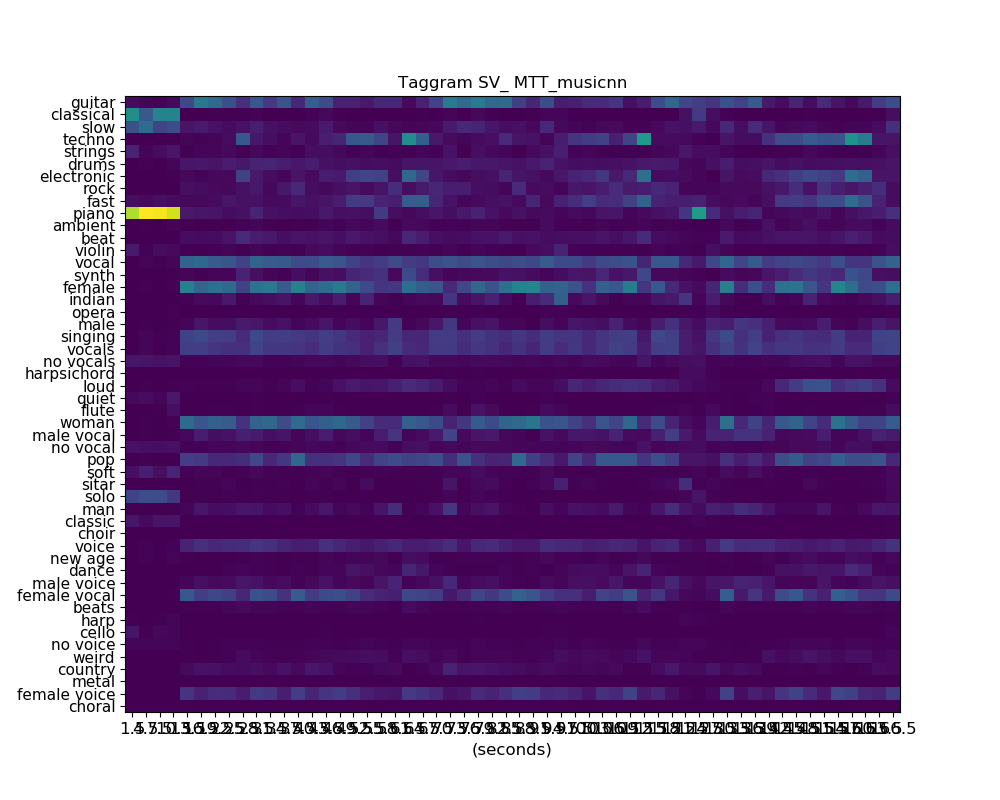 Taggram SV_ MTT_musicnn
guitar
classical
slow
techno
strings
drums
electronic
rock
fast
piano
ambient
beat
violin
vocal
synth
female
indian
opera
male
singing
vocals
no vocals
harpsichord
loud
quiet
flute
woman
male vocal
no vocal
pop
soft
sitar
solo
man
classic
choir
voice
new age
dance
male voice
female vocal
beats
harp
cello
no voice
weird
country
metal
female voice
choral
(seconds)